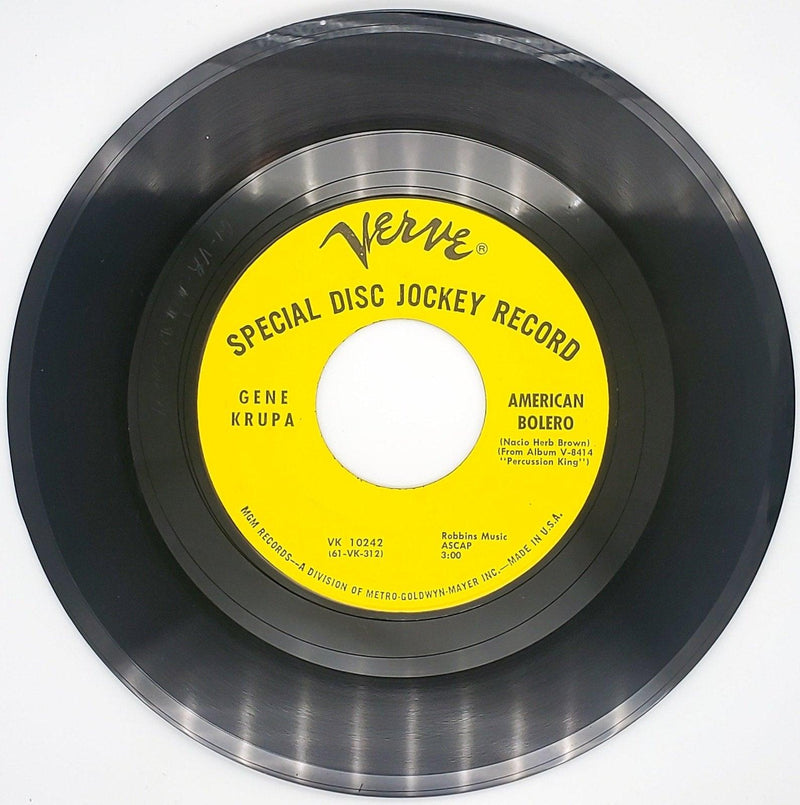 Verve®
SPECIAL DISC JOCKEY RECORD
GENE
KRUPA
AMERICAN
BOLERO
(Nacio Herb Brown)
(From Album V-8414
"Percussion King")
VK 10242
(61-VK-312)
Robbins Music
ASCAP
3:00
MGM RECORDS—A DIVISION OF METRO-GOLDWYN-MAYER INC.—MADE IN U.S.A.